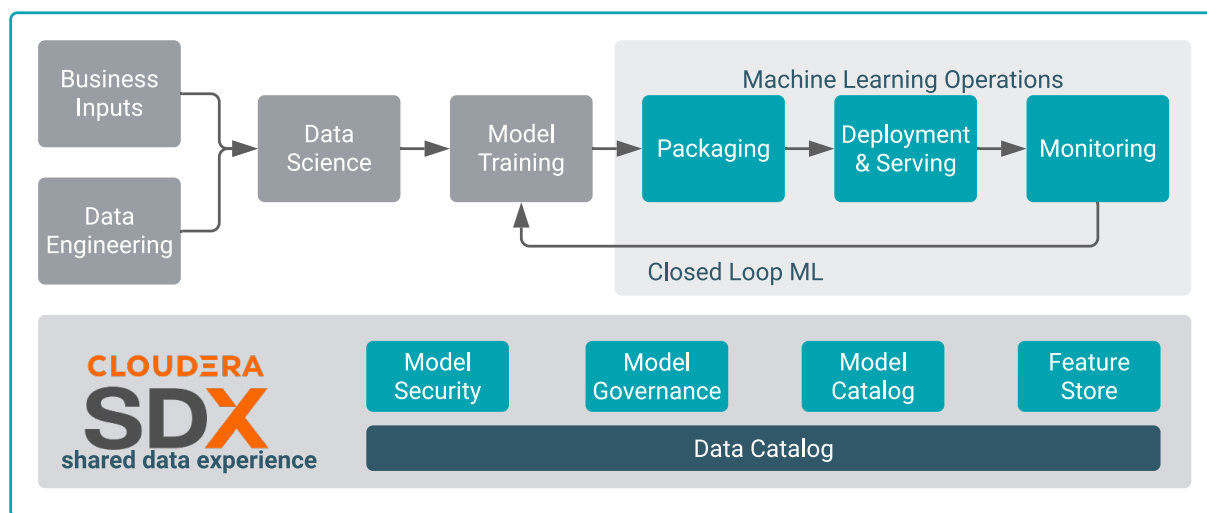 Business
Inputs
Data
Engineering
Data
Science
Model
Training
Machine Learning Operations
Packaging
Deployment
& Serving
Monitoring
Closed Loop ML
CLOUDERA
SDX
shared data experience
Model
Security
Model
Governance
Model
Catalog
Feature
Store
Data Catalog